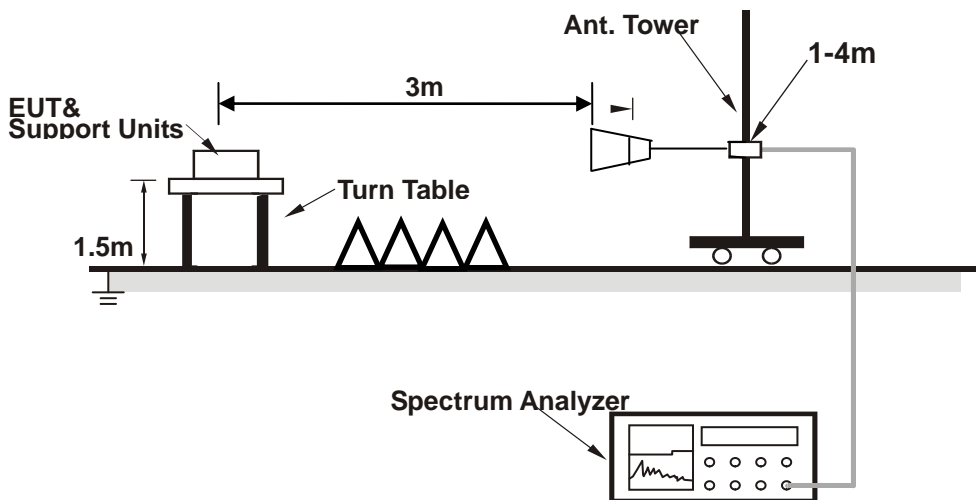 Ant. Tower
1-4m
3m
EUT&
Support Units
Turn Table
1.5m
Spectrum Analyzer